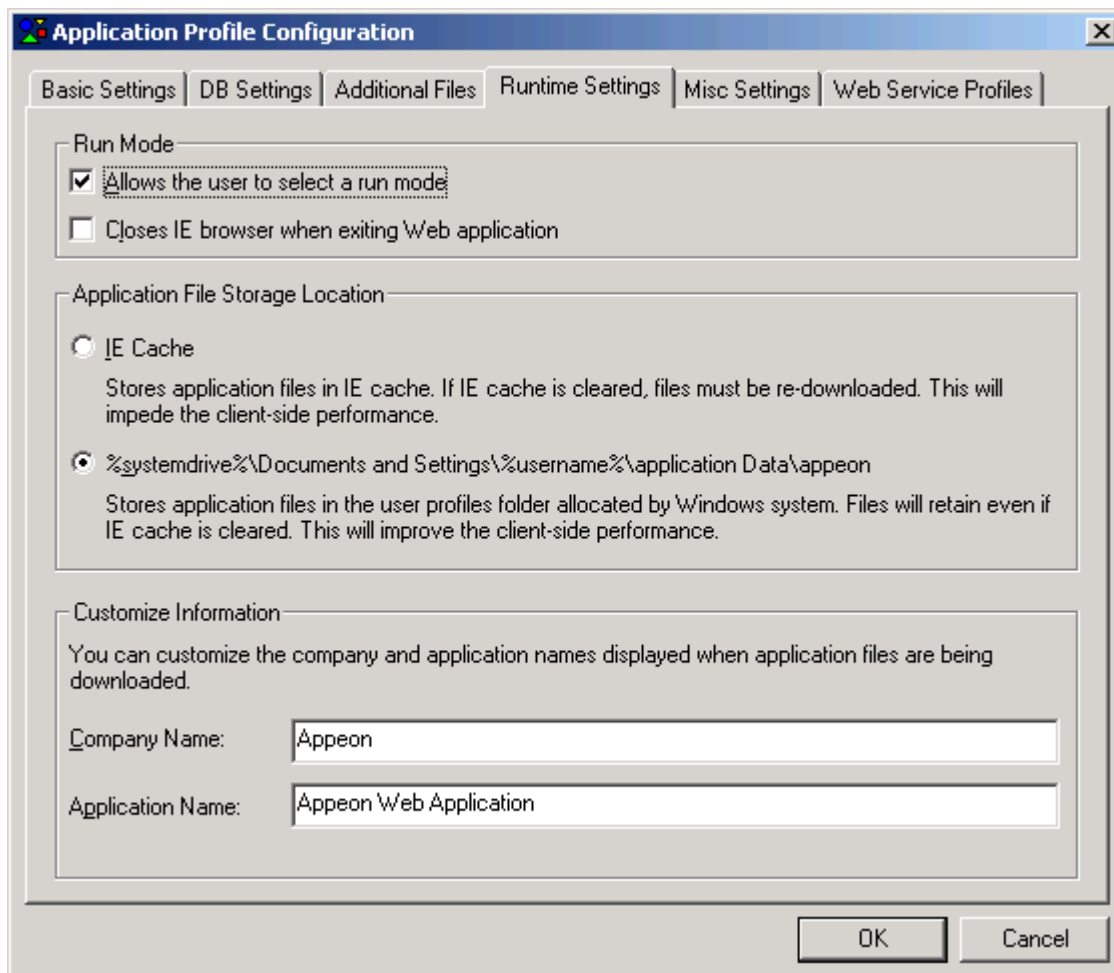 Application Profile Configuration
Basic Settings DB Settings Additional Files Runtime Settings Misc Settings Web Service Profiles
Run Mode
Allows the user to select a run mode
Closes IE browser when exiting Web application
Application File Storage Location
IE Cache
Stores application files in IE cache. If IE cache is cleared, files must be re-downloaded. This will
impede the client-side performance.
%systemdrive%\Documents and Settings\%username%\application Data\appeon
Stores application files in the user profiles folder allocated by Windows system. Files will retain even if
IE cache is cleared. This will improve the client-side performance.
Customize Information
You can customize the company and application names displayed when application files are being
downloaded.
Company Name: Appeon
Application Name: Appeon Web Application
OK Cancel